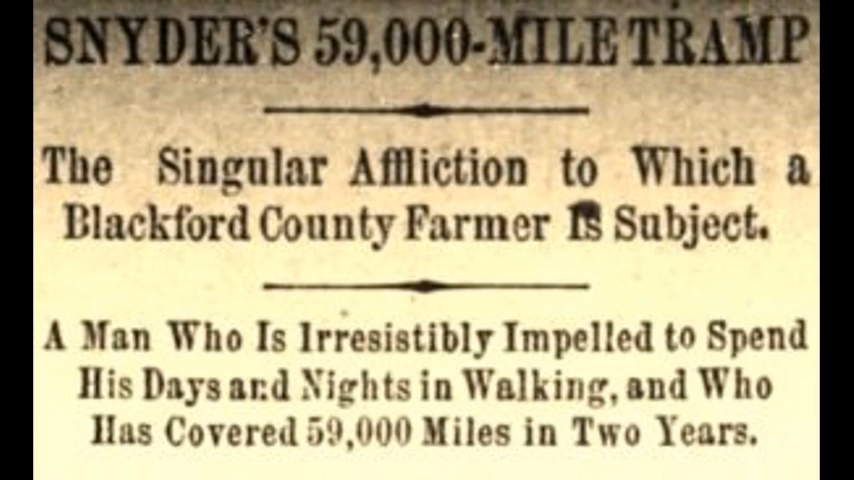 SNYDER'S 59,000-MILE TRAMP
The Singular Affliction to Which a
Blackford County Farmer Is Subject.
A Man Who Is Irresistibly Impelled to Spend
His Days and Nights in Walking, and Who
Has Covered 59,000 Miles in Two Years.